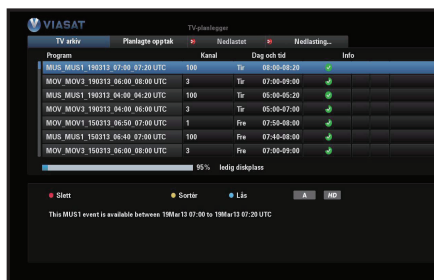 VIASAT
TV-planlegger
TV arkiv Planlagte opptak Nedlastet Nedlasting...
Program Kanal Dag och tid Info
MUS_MUS1_190313_07:00_07:20 UTC 100 Tir 08:00-08:20
MOV_MOV3_190313_06:00_08:00 UTC 3 Tir 07:00-09:00
MUS_MUS1_190313_04:00_04:20 UTC 100 Tir 05:00-05:20
MOV_MOV3_190313_04:00_06:00 UTC 3 Tir 05:00-07:00
MOV_MOV1_150313_06:50_07:00 UTC 1 Fre 07:50-08:00
MUS_MUS1_150313_06:40_07:00 UTC 100 Fre 07:40-08:00
MOV_MOV3_150313_06:00_08:00 UTC 3 Fre 07:00-09:00
95% ledig diskplass
Slett Sortér Lås A HD
This MUS1 event is available between 19Mar13 07:00 to 19Mar13 07:20 UTC